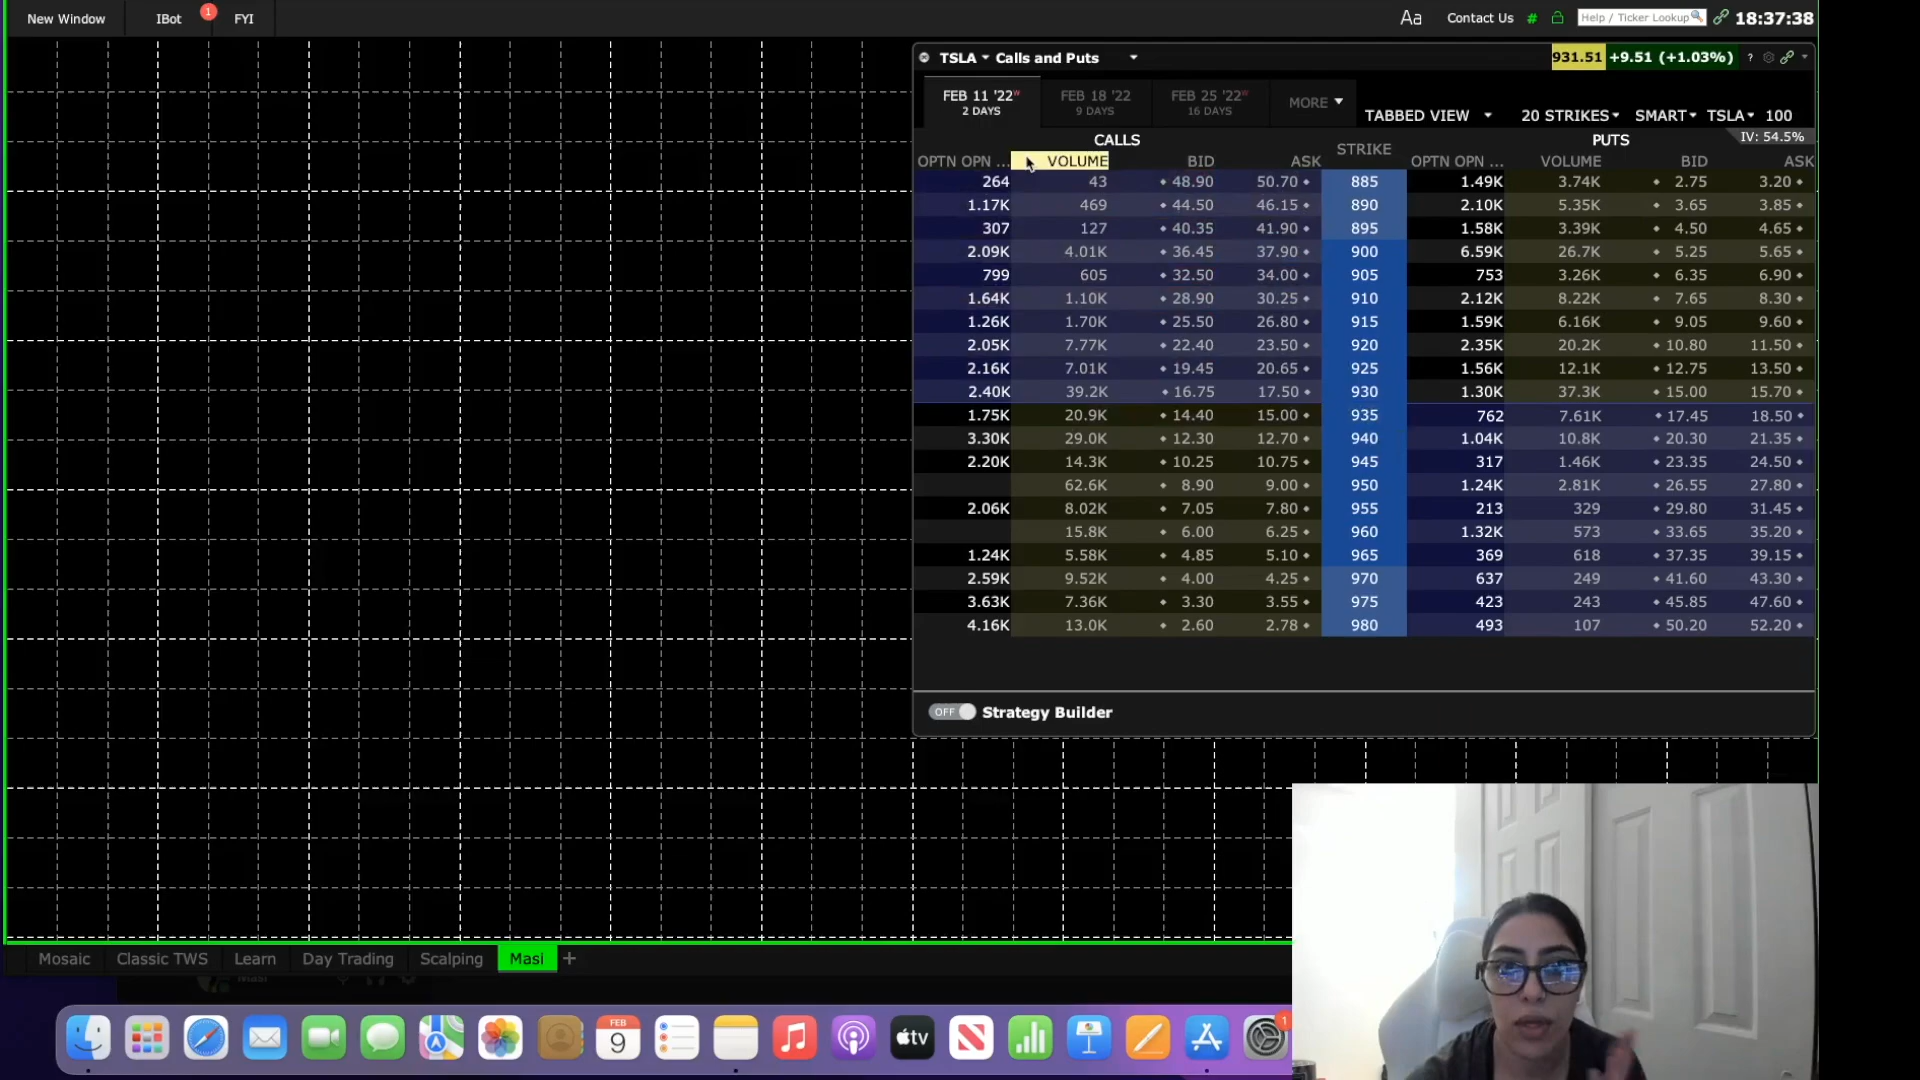 New Window IBot 1 FYI Aa Contact Us # Help / Ticker Lookup 18:37:38
TSLA Calls and Puts 931.51 +9.51 (+1.03%) ?
FEB 11 '22 W FEB 18 '22 FEB 25 '22 W MORE
2 DAYS 9 DAYS 16 DAYS
TABBED VIEW 20 STRIKES SMART TSLA 100
IV: 54.5%
CALLS STRIKE PUTS
OPTN OPN ... VOLUME BID ASK OPTN OPN ... VOLUME BID ASK
264 43 48.90 50.70 885 1.49K 3.74K 2.75 3.20
1.17K 469 44.50 46.15 890 2.10K 5.35K 3.65 3.85
307 127 40.35 41.90 895 1.58K 3.39K 4.50 4.65
2.09K 4.01K 36.45 37.90 900 6.59K 26.7K 5.25 5.65
799 605 32.50 34.00 905 753 3.26K 6.35 6.90
1.64K 1.10K 28.90 30.25 910 2.12K 8.22K 7.65 8.30
1.26K 1.70K 25.50 26.80 915 1.59K 6.16K 9.05 9.60
2.05K 7.77K 22.40 23.50 920 2.35K 20.2K 10.80 11.50
2.16K 7.01K 19.45 20.65 925 1.56K 12.1K 12.75 13.50
2.40K 39.2K 16.75 17.50 930 1.30K 37.3K 15.00 15.70
1.75K 20.9K 14.40 15.00 935 762 7.61K 17.45 18.50
3.30K 29.0K 12.30 12.70 940 1.04K 10.8K 20.30 21.35
2.20K 14.3K 10.25 10.75 945 317 1.46K 23.35 24.50
62.6K 8.90 9.00 950 1.24K 2.81K 26.55 27.80
2.06K 8.02K 7.05 7.80 955 213 329 29.80 31.45
15.8K 6.00 6.25 960 1.32K 573 33.65 35.20
1.24K 5.58K 4.85 5.10 965 369 618 37.35 39.15
2.59K 9.52K 4.00 4.25 970 637 249 41.60 43.30
3.63K 7.36K 3.30 3.55 975 423 243 45.85 47.60
4.16K 13.0K 2.60 2.78 980 493 107 50.20 52.20
OFF Strategy Builder
Mosaic Classic TWS Learn Day Trading Scalping Masi +
Masi
FEB
9
tv
1